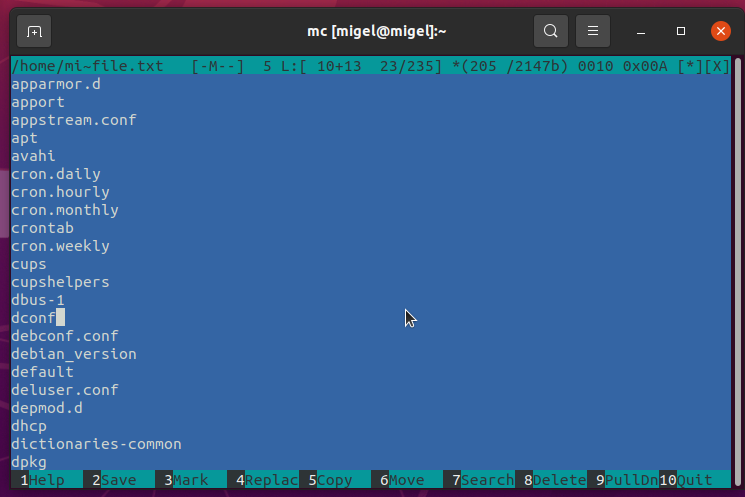 mc [migel@migel]:~
/home/mi~file.txt   [-M--]  5 L:[ 10+13  23/235] *(205 /2147b) 0010 0x00A [*][X]
apparmor.d
apport
appstream.conf
apt
avahi
cron.daily
cron.hourly
cron.monthly
crontab
cron.weekly
cups
cupshelpers
dbus-1
dconf
debconf.conf
debian_version
default
deluser.conf
depmod.d
dhcp
dictionaries-common
dpkg
1Help  2Save  3Mark  4Replac 5Copy  6Move  7Search 8Delete 9PullDn10Quit